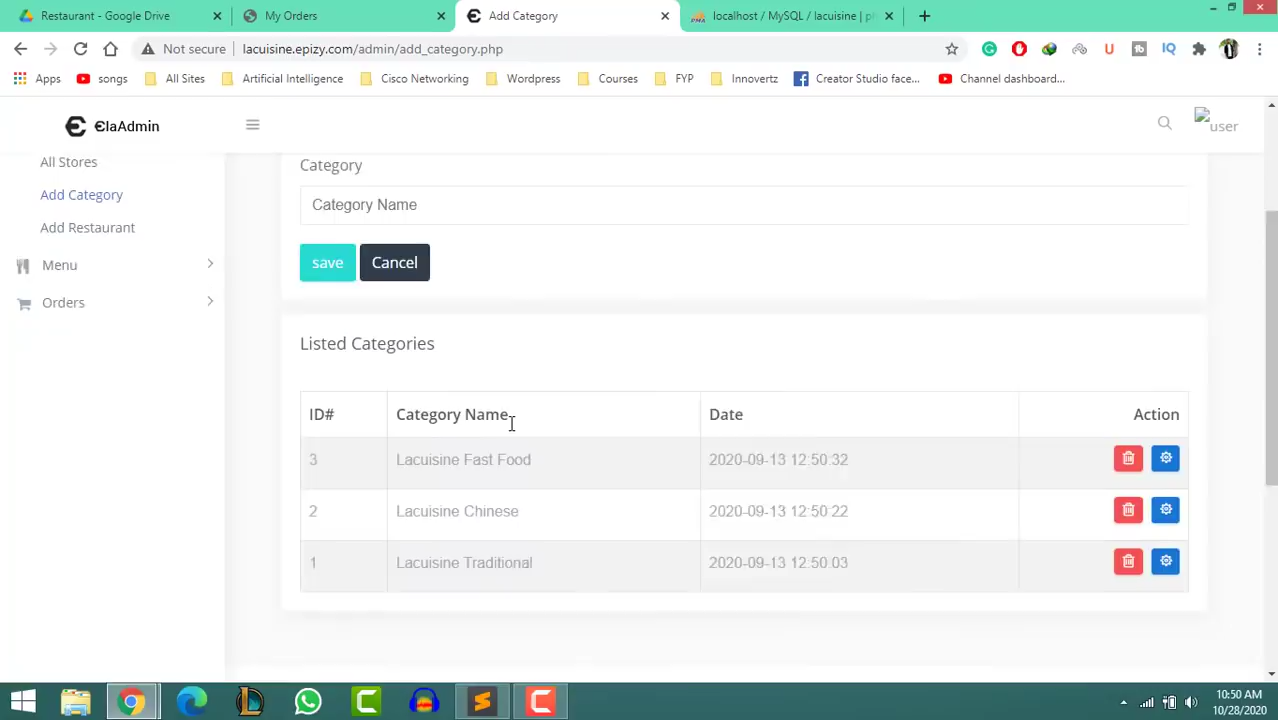 Restaurant - Google Drive
My Orders
Add Category
localhost / MySQL / lacuisine | p
Not secure
lacuisine.epizy.com/admin/add_category.php
Apps
songs
All Sites
Artificial Intelligence
Cisco Networking
Wordpress
Courses
FYP
Innovertz
Creator Studio face...
Channel dashboard...
ElaAdmin
user
All Stores
Add Category
Add Restaurant
Menu
Orders
Category
Category Name
save Cancel
Listed Categories
ID# Category Name Date Action
3 Lacuisine Fast Food 2020-09-13 12:50:32
2 Lacuisine Chinese 2020-09-13 12:50:22
1 Lacuisine Traditional 2020-09-13 12:50:03
10:50 AM
10/28/2020